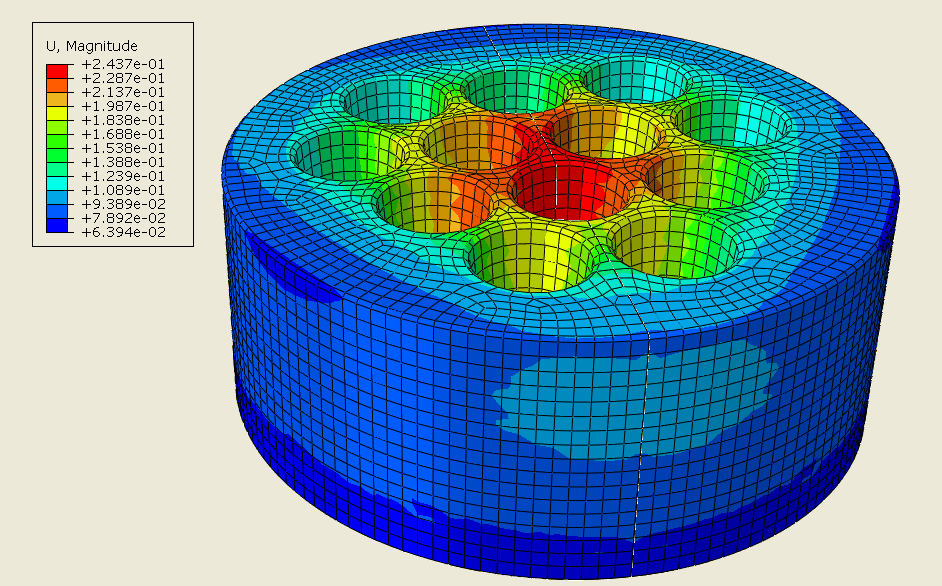 U, Magnitude
+2.437e-01
+2.287e-01
+2.137e-01
+1.987e-01
+1.838e-01
+1.688e-01
+1.538e-01
+1.388e-01
+1.239e-01
+1.089e-01
+9.389e-02
+7.892e-02
+6.394e-02